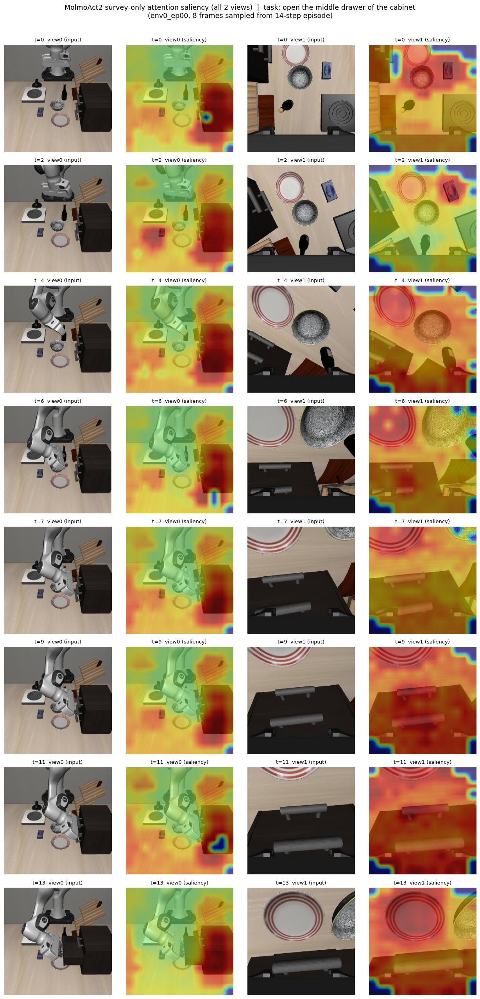 MolmoAct2 survey-only attention saliency (all 2 views)  |  task: open the middle drawer of the cabinet
(env0_ep00, 8 frames sampled from 14-step episode)
t=0  view0 (input)
t=0  view0 (saliency)
t=0  view1 (input)
t=0  view1 (saliency)
t=2  view0 (input)
t=2  view0 (saliency)
t=2  view1 (input)
t=2  view1 (saliency)
t=4  view0 (input)
t=4  view0 (saliency)
t=4  view1 (input)
t=4  view1 (saliency)
t=6  view0 (input)
t=6  view0 (saliency)
t=6  view1 (input)
t=6  view1 (saliency)
t=7  view0 (input)
t=7  view0 (saliency)
t=7  view1 (input)
t=7  view1 (saliency)
t=9  view0 (input)
t=9  view0 (saliency)
t=9  view1 (input)
t=9  view1 (saliency)
t=11  view0 (input)
t=11  view0 (saliency)
t=11  view1 (input)
t=11  view1 (saliency)
t=13  view0 (input)
t=13  view0 (saliency)
t=13  view1 (input)
t=13  view1 (saliency)